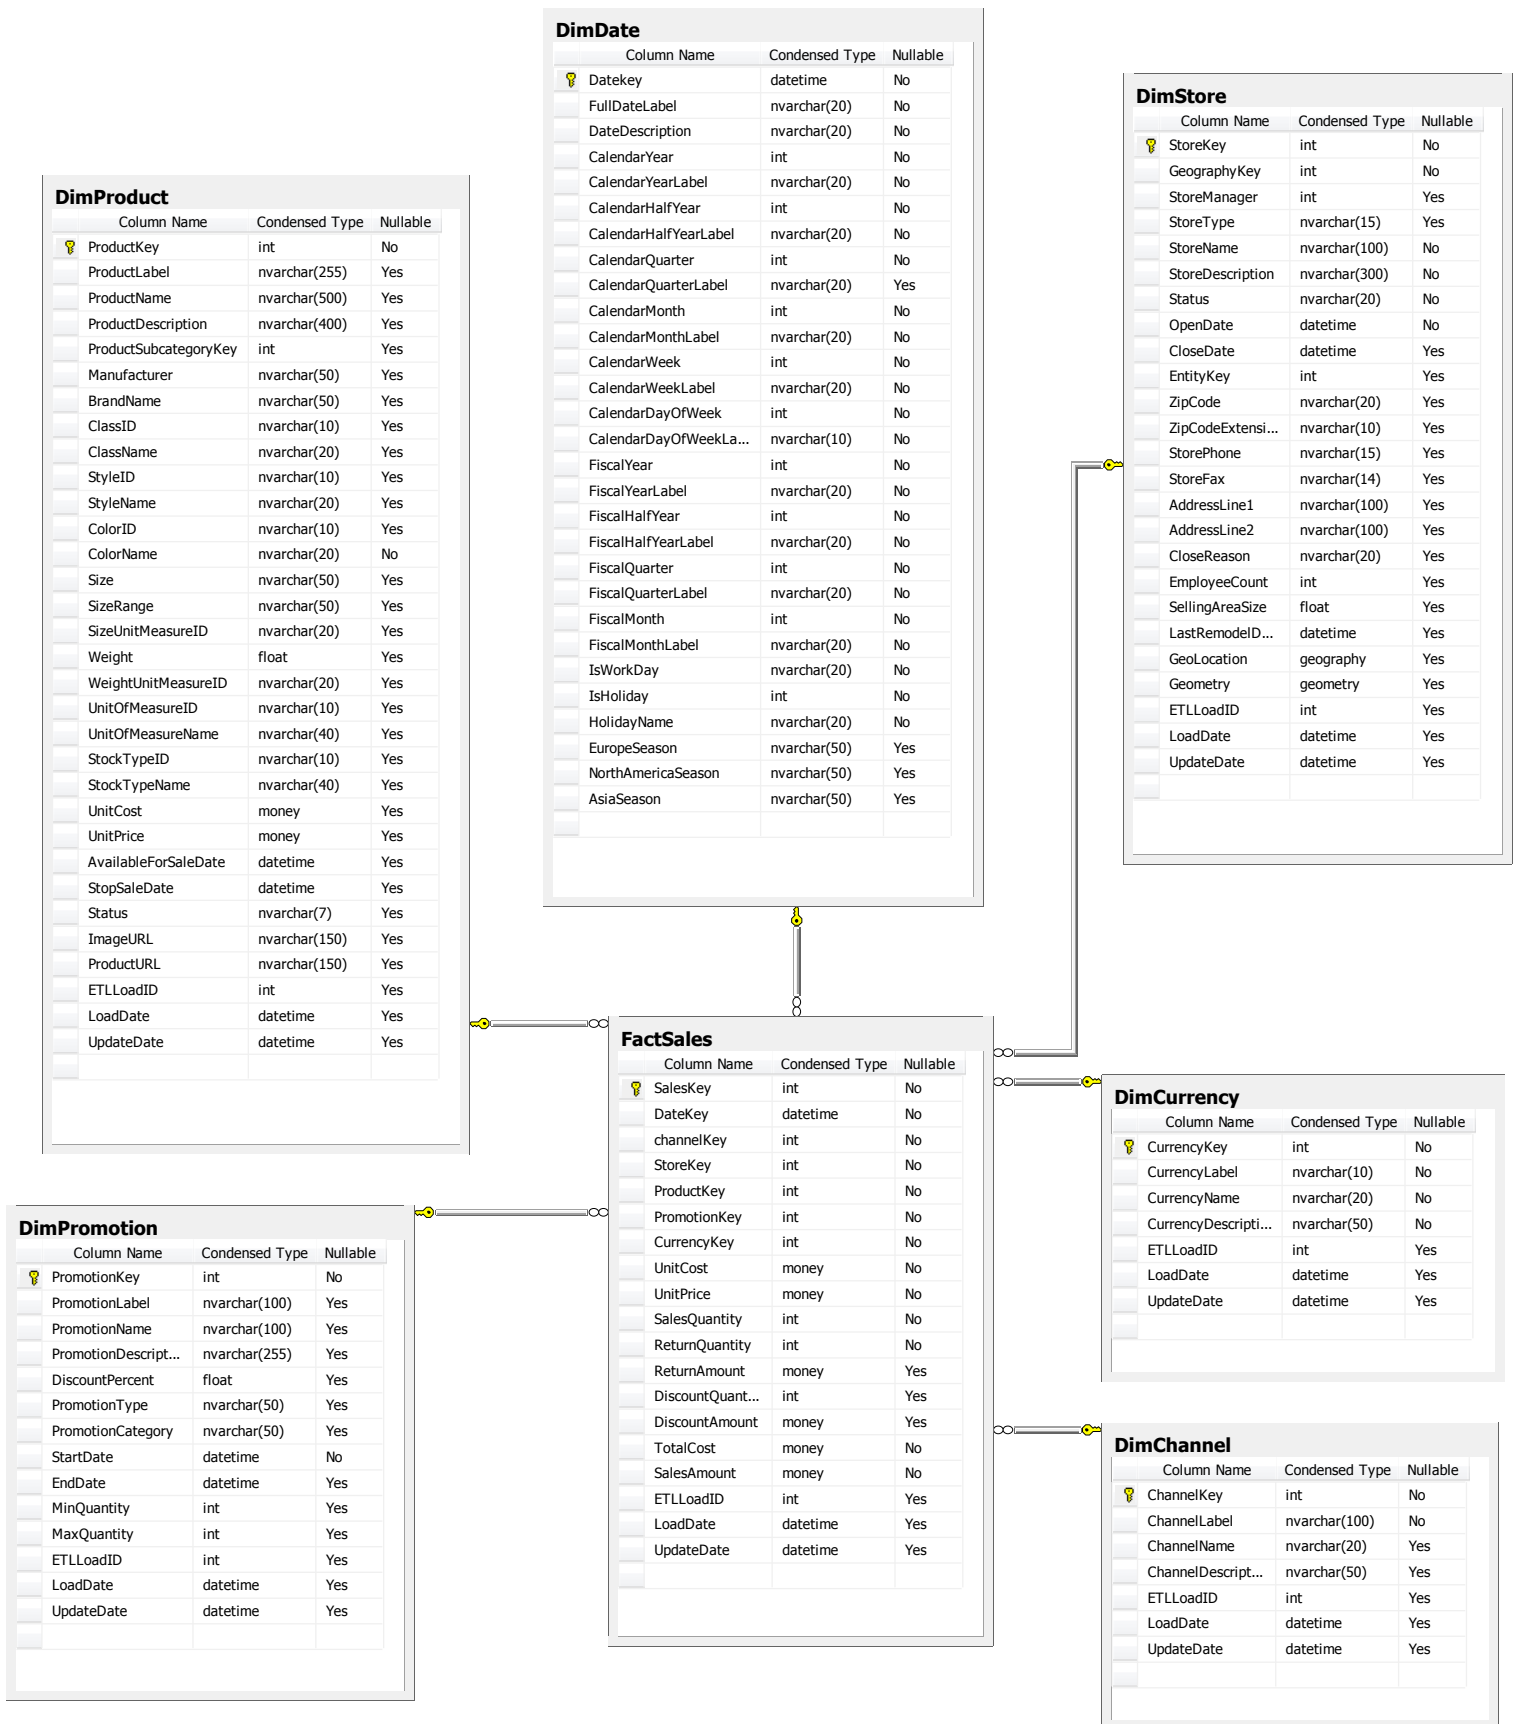 DimDate
Column Name Condensed Type Nullable
Datekey datetime No
FullDateLabel nvarchar(20) No
DateDescription nvarchar(20) No
CalendarYear int No
CalendarYearLabel nvarchar(20) No
CalendarHalfYear int No
CalendarHalfYearLabel nvarchar(20) No
CalendarQuarter int No
CalendarQuarterLabel nvarchar(20) Yes
CalendarMonth int No
CalendarMonthLabel nvarchar(20) No
CalendarWeek int No
CalendarWeekLabel nvarchar(20) No
CalendarDayOfWeek int No
CalendarDayOfWeekLa... nvarchar(10) No
FiscalYear int No
FiscalYearLabel nvarchar(20) No
FiscalHalfYear int No
FiscalHalfYearLabel nvarchar(20) No
FiscalQuarter int No
FiscalQuarterLabel nvarchar(20) No
FiscalMonth int No
FiscalMonthLabel nvarchar(20) No
IsWorkDay nvarchar(20) No
IsHoliday int No
HolidayName nvarchar(20) No
EuropeSeason nvarchar(50) Yes
NorthAmericaSeason nvarchar(50) Yes
AsiaSeason nvarchar(50) Yes
DimStore
Column Name Condensed Type Nullable
StoreKey int No
GeographyKey int No
StoreManager int Yes
StoreType nvarchar(15) Yes
StoreName nvarchar(100) No
StoreDescription nvarchar(300) No
Status nvarchar(20) No
OpenDate datetime No
CloseDate datetime Yes
EntityKey int Yes
ZipCode nvarchar(20) Yes
ZipCodeExtensi... nvarchar(10) Yes
StorePhone nvarchar(15) Yes
StoreFax nvarchar(14) Yes
AddressLine1 nvarchar(100) Yes
AddressLine2 nvarchar(100) Yes
CloseReason nvarchar(20) Yes
EmployeeCount int Yes
SellingAreaSize float Yes
LastRemodelD... datetime Yes
GeoLocation geography Yes
Geometry geometry Yes
ETLLoadID int Yes
LoadDate datetime Yes
UpdateDate datetime Yes
DimProduct
Column Name Condensed Type Nullable
ProductKey int No
ProductLabel nvarchar(255) Yes
ProductName nvarchar(500) Yes
ProductDescription nvarchar(400) Yes
ProductSubcategoryKey int Yes
Manufacturer nvarchar(50) Yes
BrandName nvarchar(50) Yes
ClassID nvarchar(10) Yes
ClassName nvarchar(20) Yes
StyleID nvarchar(10) Yes
StyleName nvarchar(20) Yes
ColorID nvarchar(10) Yes
ColorName nvarchar(20) No
Size nvarchar(50) Yes
SizeRange nvarchar(50) Yes
SizeUnitMeasureID nvarchar(20) Yes
Weight float Yes
WeightUnitMeasureID nvarchar(20) Yes
UnitOfMeasureID nvarchar(10) Yes
UnitOfMeasureName nvarchar(40) Yes
StockTypeID nvarchar(10) Yes
StockTypeName nvarchar(40) Yes
UnitCost money Yes
UnitPrice money Yes
AvailableForSaleDate datetime Yes
StopSaleDate datetime Yes
Status nvarchar(7) Yes
ImageURL nvarchar(150) Yes
ProductURL nvarchar(150) Yes
ETLLoadID int Yes
LoadDate datetime Yes
UpdateDate datetime Yes
FactSales
Column Name Condensed Type Nullable
SalesKey int No
DateKey datetime No
channelKey int No
StoreKey int No
ProductKey int No
PromotionKey int No
CurrencyKey int No
UnitCost money No
UnitPrice money No
SalesQuantity int No
ReturnQuantity int No
ReturnAmount money Yes
DiscountQuant... int Yes
DiscountAmount money Yes
TotalCost money No
SalesAmount money No
ETLLoadID int Yes
LoadDate datetime Yes
UpdateDate datetime Yes
DimCurrency
Column Name Condensed Type Nullable
CurrencyKey int No
CurrencyLabel nvarchar(10) No
CurrencyName nvarchar(20) No
CurrencyDescripti... nvarchar(50) No
ETLLoadID int Yes
LoadDate datetime Yes
UpdateDate datetime Yes
DimPromotion
Column Name Condensed Type Nullable
PromotionKey int No
PromotionLabel nvarchar(100) Yes
PromotionName nvarchar(100) Yes
PromotionDescript... nvarchar(255) Yes
DiscountPercent float Yes
PromotionType nvarchar(50) Yes
PromotionCategory nvarchar(50) Yes
StartDate datetime No
EndDate datetime Yes
MinQuantity int Yes
MaxQuantity int Yes
ETLLoadID int Yes
LoadDate datetime Yes
UpdateDate datetime Yes
DimChannel
Column Name Condensed Type Nullable
ChannelKey int No
ChannelLabel nvarchar(100) No
ChannelName nvarchar(20) Yes
ChannelDescript... nvarchar(50) Yes
ETLLoadID int Yes
LoadDate datetime Yes
UpdateDate datetime Yes